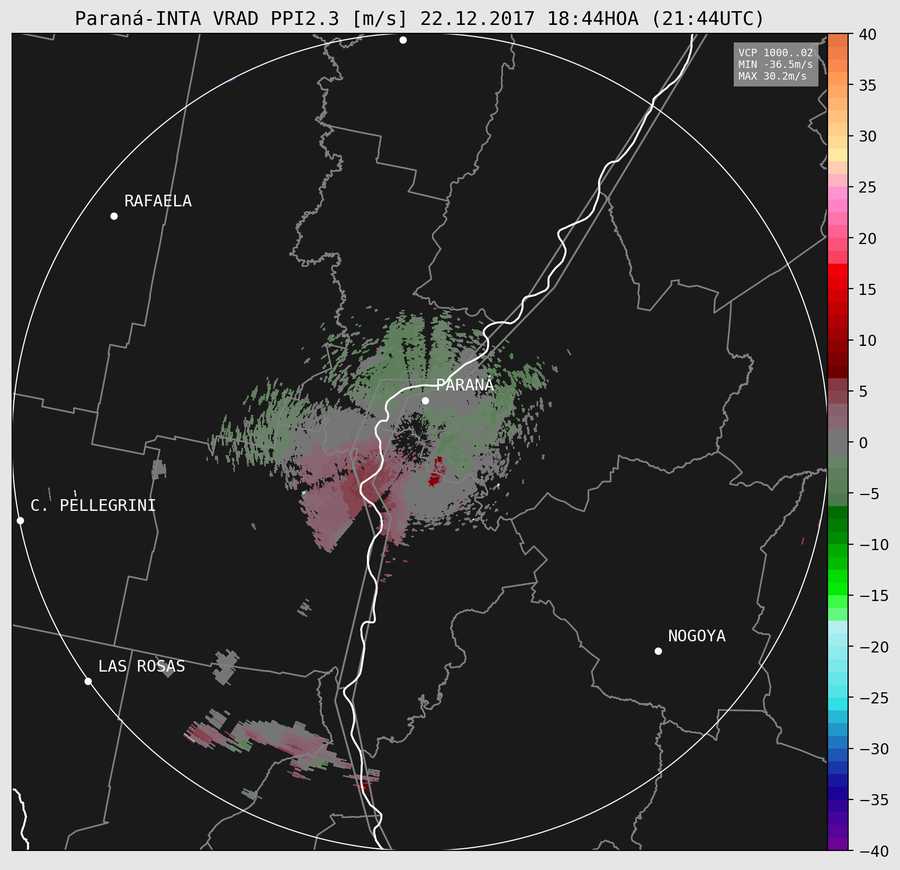 Paraná-INTA VRAD PPI2.3 [m/s] 22.12.2017 18:44HOA (21:44UTC)
VCP 1000..02
MIN -36.5m/s
MAX 30.2m/s
RAFAELA
PARANÁ
C. PELLEGRINI
NOGOYA
LAS ROSAS
40
35
30
25
20
15
10
5
0
−5
−10
−15
−20
−25
−30
−35
−40